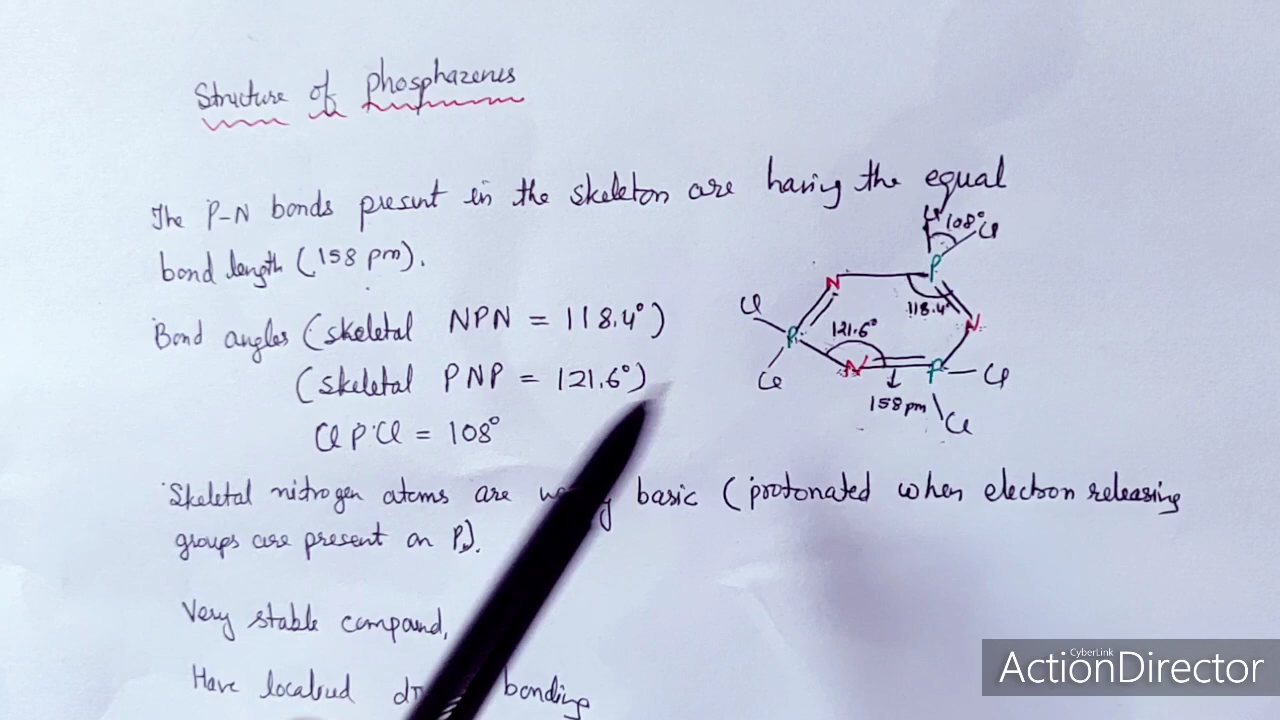 Structure of phosphazenes
The P-N bonds present in the skeleton are having the equal
bond length (158 pm).
Bond angles (skeletal NPN = 118.4°)
(skeletal PNP = 121.6°)
Cl P Cl = 108°
Cl
108°
Cl
P
N
118.4°
Cl
121.6°
N
P
N
P
Cl
Cl
158 pm
Cl
Skeletal nitrogen atoms are basic (protonated when electron releasing
groups are present on P).
Very stable compound,
Have bonding
CyberLink
ActionDirector